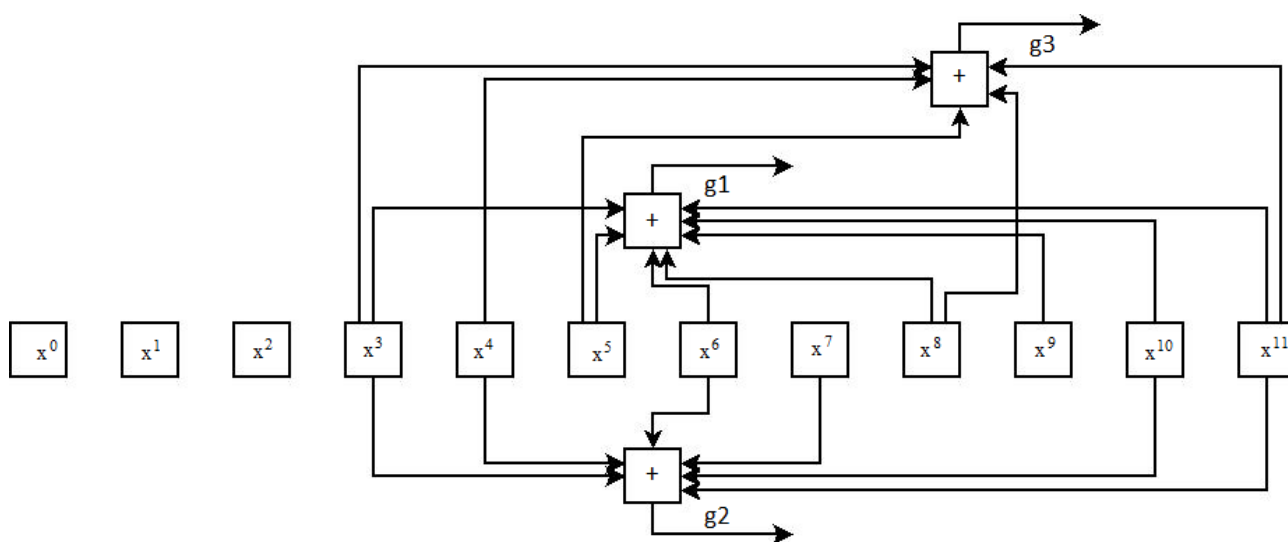 g3
+
g1
+
x⁰ x¹ x² x³ x⁴ x⁵ x⁶ x⁷ x⁸ x⁹ x¹⁰ x¹¹
+
g2